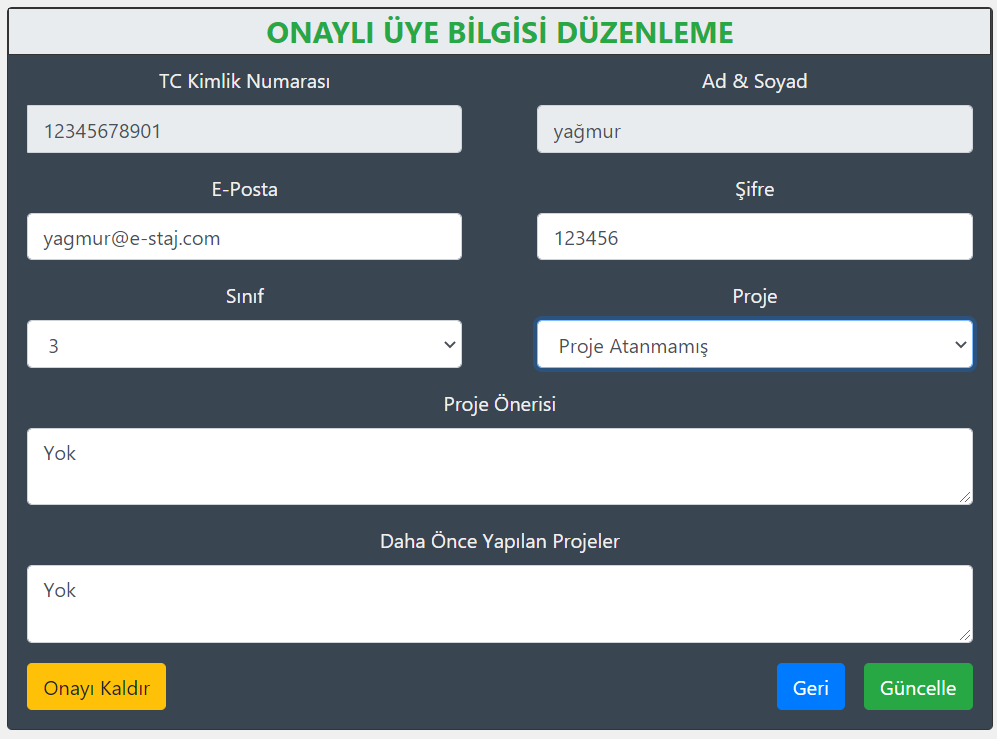 ONAYLI ÜYE BİLGİSİ DÜZENLEME
TC Kimlik Numarası
Ad & Soyad
12345678901
yağmur
E-Posta
Şifre
yagmur@e-staj.com
123456
Sınıf
Proje
3
Proje Atanmamış
Proje Önerisi
Yok
Daha Önce Yapılan Projeler
Yok
Onayı Kaldır
Geri
Güncelle